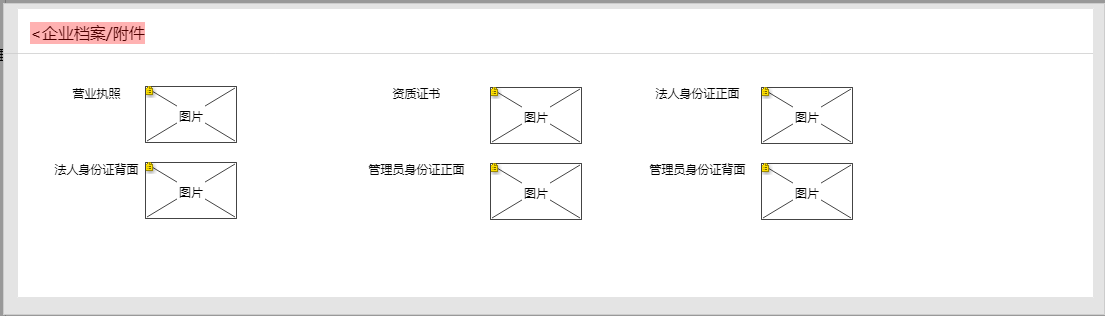 <企业档案/附件
营业执照 图片 资质证书 图片 法人身份证正面 图片
法人身份证背面 图片 管理员身份证正面 图片 管理员身份证背面 图片